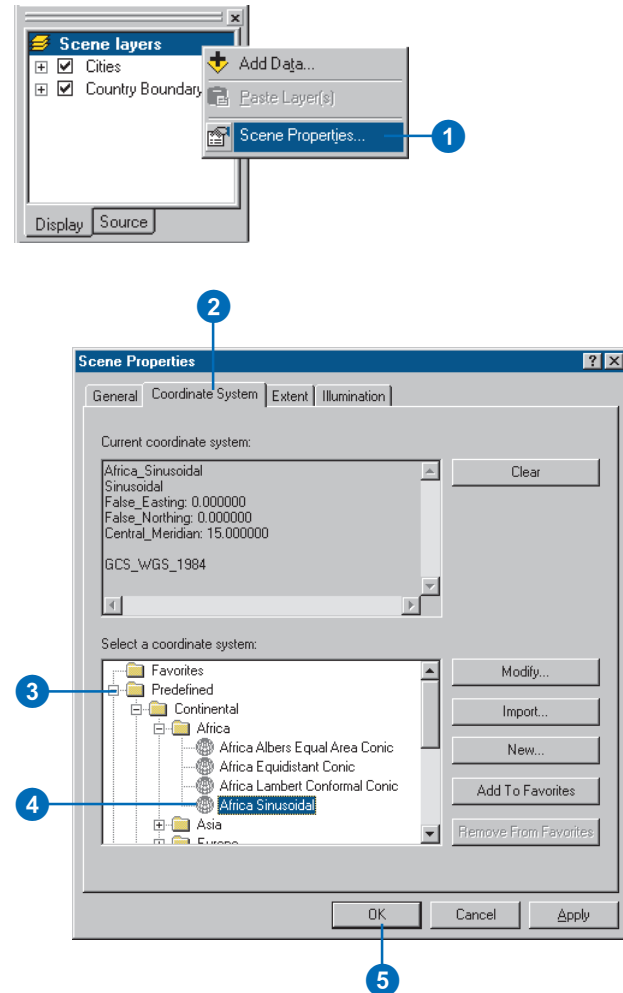 Scene layers
Cities
Country Boundary
Add Data...
Paste Layer(s)
Scene Properties...
1
Display
Source
2
Scene Properties
General
Coordinate System
Extent
Illumination
Current coordinate system:
Africa_Sinusoidal
Sinusoidal
False_Easting: 0.000000
False_Northing: 0.000000
Central_Meridian: 15.000000
GCS_WGS_1984
Clear
Select a coordinate system:
Favorites
3
Predefined
Continental
Africa
Africa Albers Equal Area Conic
Africa Equidistant Conic
Africa Lambert Conformal Conic
4
Africa Sinusoidal
Asia
Europe
Modify...
Import...
New...
Add To Favorites
Remove From Favorites
OK
Cancel
Apply
5